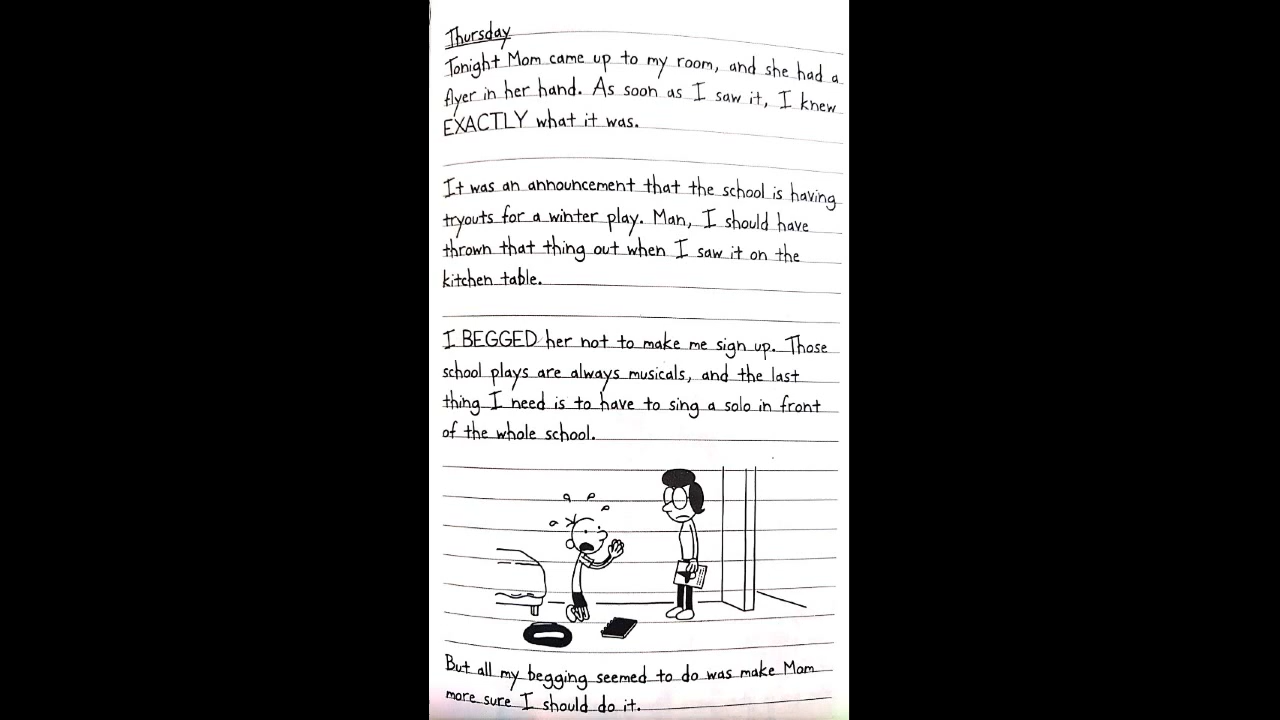 Thursday
Tonight Mom came up to my room, and she had a
flyer in her hand. As soon as I saw it, I knew
EXACTLY what it was.
It was an announcement that the school is having
tryouts for a winter play. Man, I should have
thrown that thing out when I saw it on the
kitchen table.
I BEGGED her not to make me sign up. Those
school plays are always musicals, and the last
thing I need is to have to sing a solo in front
of the whole school.
But all my begging seemed to do was make Mom
more sure I should do it.